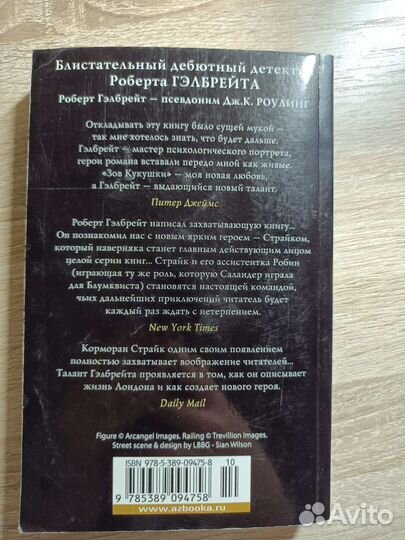 Блистательный дебютный детектив
Роберта ГЭЛБРЕЙТА
Роберт Гэлбрейт — псевдоним Дж.К. РОУЛИНГ
Откладывать эту книгу было сущей мукой —
так мне хотелось знать, что будет дальше.
Гэлбрейт — мастер психологического портрета,
герои романа вставали передо мной как живые.
«Зов Кукушки» — моя новая любовь,
а Гэлбрейт — выдающийся новый талант.
Питер Джеймс
Роберт Гэлбрейт написал захватывающую книгу...
Он познакомил нас с новым ярким героем — Страйком,
который наверняка станет главным действующим лицом
целой серии книг... Страйк и его ассистентка Робин
(играющая ту же роль, которую Саландер играла
для Блумквиста) становятся настоящей командой,
чьих дальнейших приключений читатель будет
каждый раз ждать с нетерпением.
New York Times
Корморан Страйк одним своим появлением
полностью захватывает воображение читателей...
Талант Гэлбрейта проявляется в том, как он описывает
жизнь Лондона и как создает нового героя.
Daily Mail
Figure © Arcangel Images. Railing © Trevillion Images.
Street scene & design by LBBG - Sian Wilson
ISBN 978-5-389-09475-8 10
9 785389 094758
www.azbooka.ru
Avito